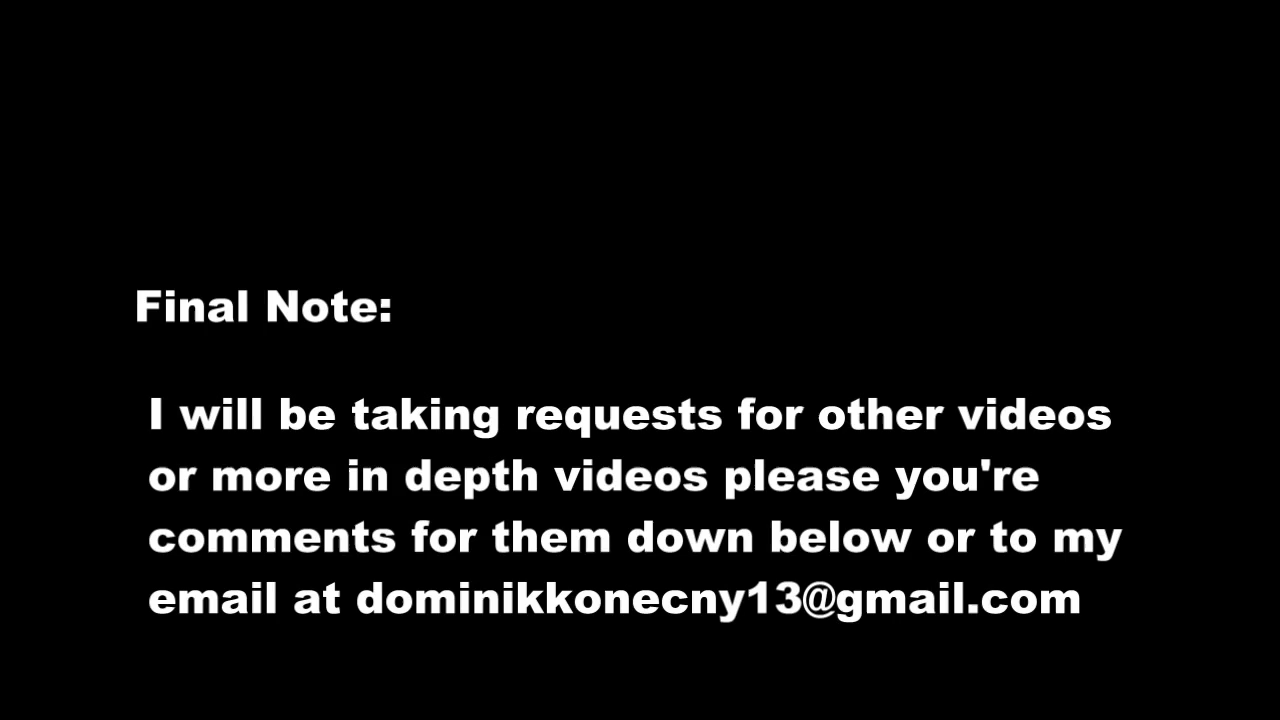 Final Note:
I will be taking requests for other videos
or more in depth videos please you're
comments for them down below or to my
email at dominikkonecny13@gmail.com